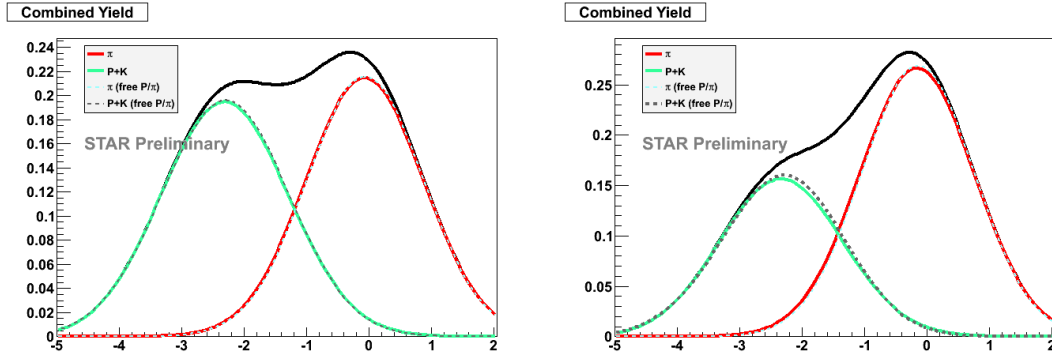 Combined Yield
0.24
0.22
0.2
0.18
0.16
0.14
0.12
0.1
0.08
0.06
0.04
0.02
0
π
P+K
π (free P/π)
P+K (free P/π)
STAR Preliminary
-5 -4 -3 -2 -1 0 1 2
Combined Yield
0.25
0.2
0.15
0.1
0.05
0
π
P+K
π (free P/π)
P+K (free P/π)
STAR Preliminary
-5 -4 -3 -2 -1 0 1 2